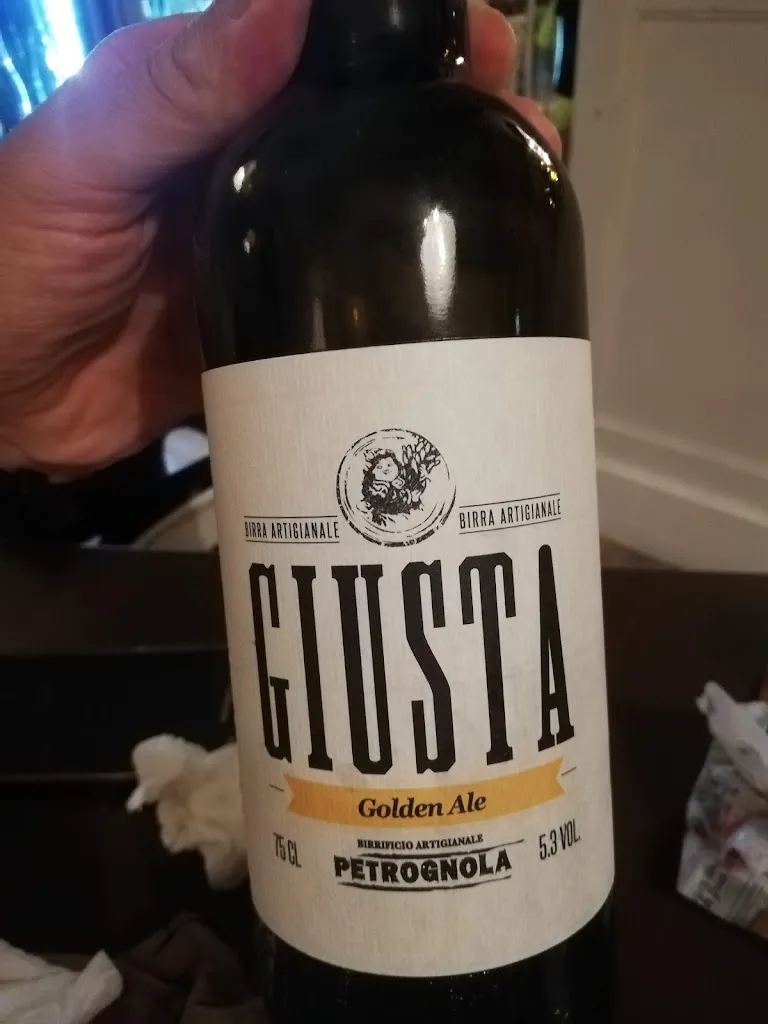 BIRRA ARTIGIANALE BIRRA ARTIGIANALE
GIUSTA
Golden Ale
75 CL
BIRRIFICIO ARTIGIANALE
PETROGNOLA
5.3 VOL.